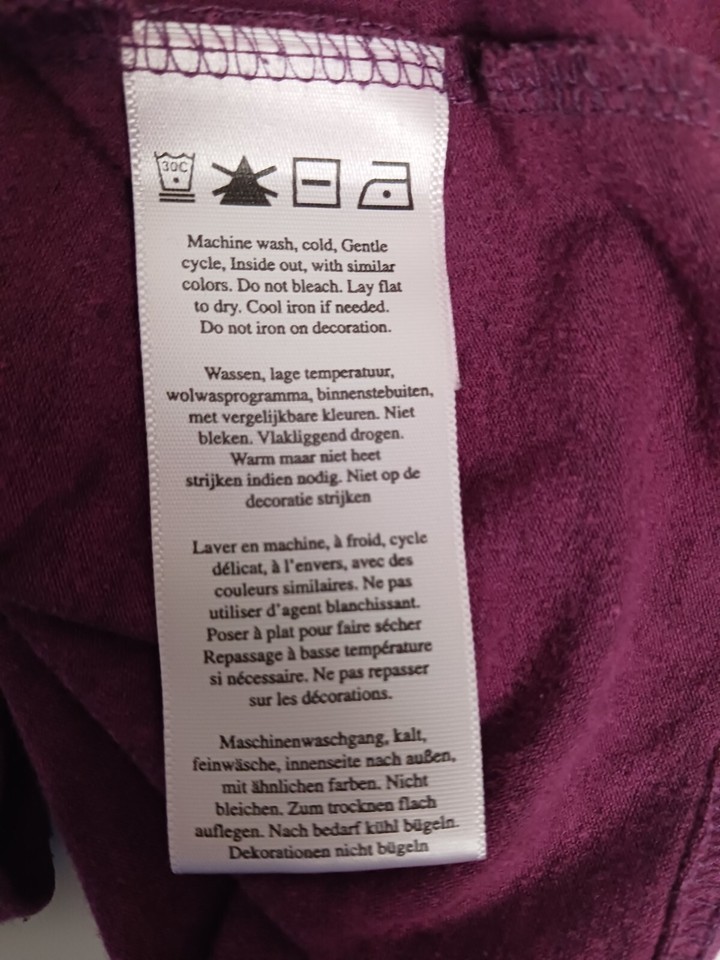 30C
Machine wash, cold, Gentle
cycle, Inside out, with similar
colors. Do not bleach. Lay flat
to dry. Cool iron if needed.
Do not iron on decoration.
Wassen, lage temperatuur,
wolwasprogramma, binnenstebuiten,
met vergelijkbare kleuren. Niet
bleken. Vlakliggend drogen.
Warm maar niet heet
strijken indien nodig. Niet op de
decoratie strijken
Laver en machine, à froid, cycle
délicat, à l'envers, avec des
couleurs similaires. Ne pas
utiliser d'agent blanchissant.
Poser à plat pour faire sécher
Repassage à basse température
si nécessaire. Ne pas repasser
sur les décorations.
Maschinenwaschgang, kalt,
feinwäsche, innenseite nach außen,
mit ähnlichen farben. Nicht
bleichen. Zum trocknen flach
auflegen. Nach bedarf kühl bügeln.
Dekorationen nicht bügeln